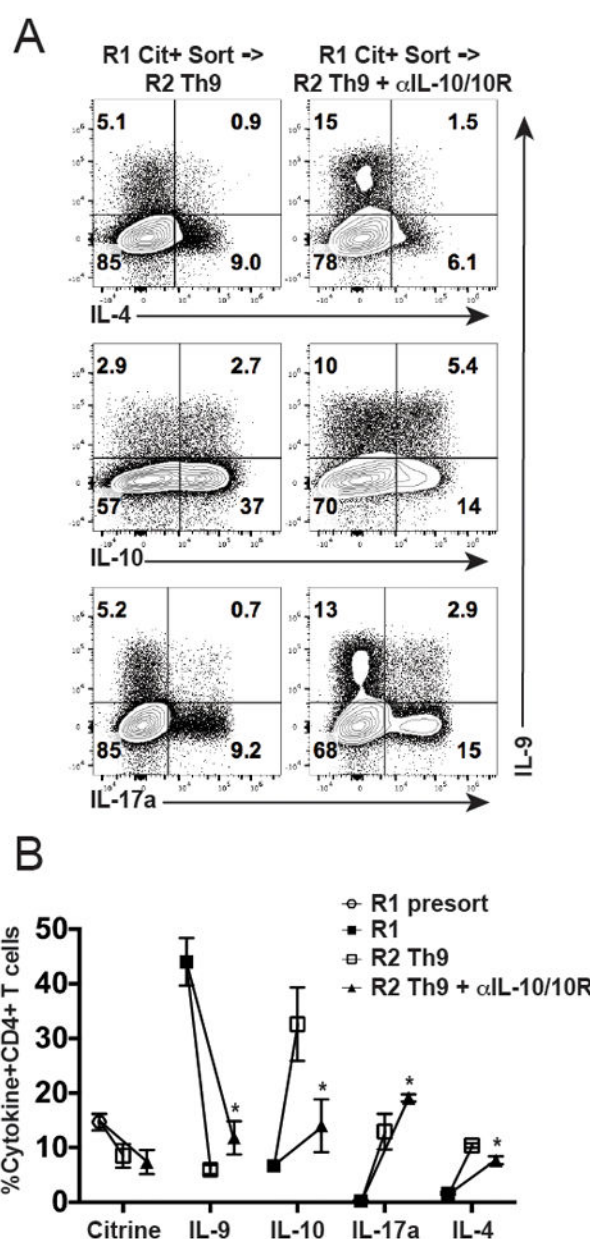 A
R1 Cit+ Sort ->
R2 Th9
R1 Cit+ Sort ->
R2 Th9 + αIL-10/10R
5.1
0.9
15
1.5
85
9.0
78
6.1
IL-4
2.9
2.7
10
5.4
57
37
70
14
IL-10
5.2
0.7
13
2.9
85
9.2
68
15
IL-17a
IL-9
B
R1 presort
R1
R2 Th9
R2 Th9 + αIL-10/10R
%Cytokine+CD4+ T cells
50
40
30
20
10
0
*
*
*
*
Citrine IL-9 IL-10 IL-17a IL-4